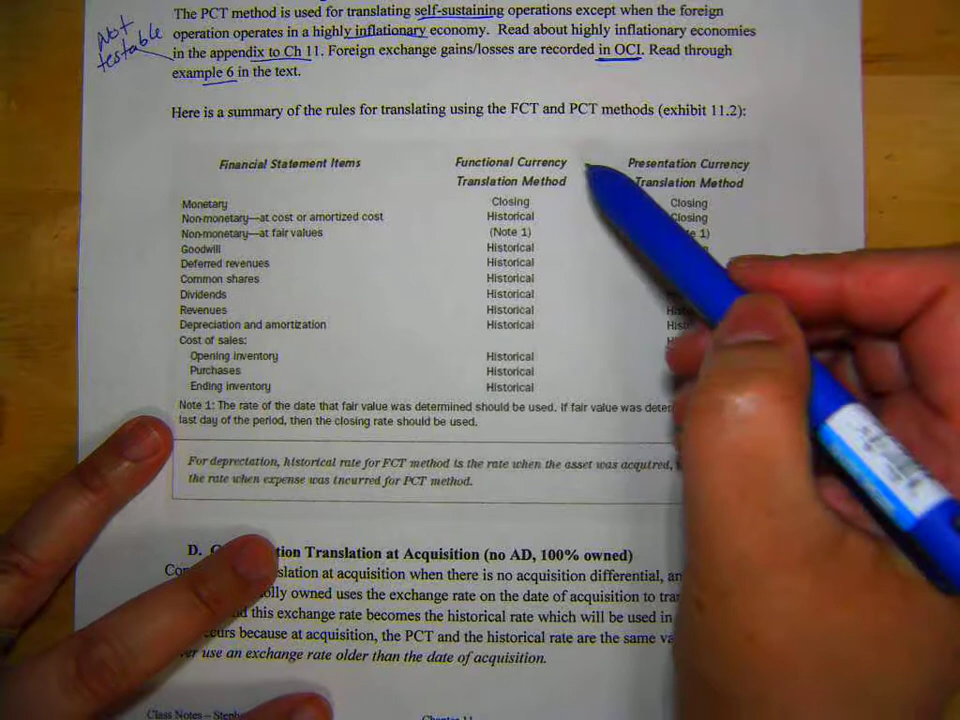 The PCT method is used for translating self-sustaining operations except when the foreign
Not testable
operation operates in a highly inflationary economy. Read about highly inflationary economies
in the appendix to Ch 11. Foreign exchange gains/losses are recorded in OCI. Read through
example 6 in the text.
Here is a summary of the rules for translating using the FCT and PCT methods (exhibit 11.2):
Financial Statement Items Functional Currency Presentation Currency
Translation Method Translation Method
Monetary Closing Closing
Non-monetary—at cost or amortized cost Historical Closing
Non-monetary—at fair values (Note 1) 1)
Goodwill Historical
Deferred revenues Historical
Common shares Historical
Dividends Historical
Revenues Historical
Depreciation and amortization Historical
Cost of sales:
Opening inventory Historical
Purchases Historical
Ending inventory Historical
Note 1: The rate of the date that fair value was determined should be used. If fair value was
last day of the period, then the closing rate should be used.
For depreciation, historical rate for FCT method is the rate when the asset was acquired,
the rate when expense was incurred for PCT method.
D. Translation at Acquisition (no AD, 100% owned)
at acquisition when there is no acquisition differential,
owned uses the exchange rate on the date of acquisition to
this exchange rate becomes the historical rate which will be used in
because at acquisition, the PCT and the historical rate are the same
use an exchange rate older than the date of acquisition.
Class Notes –